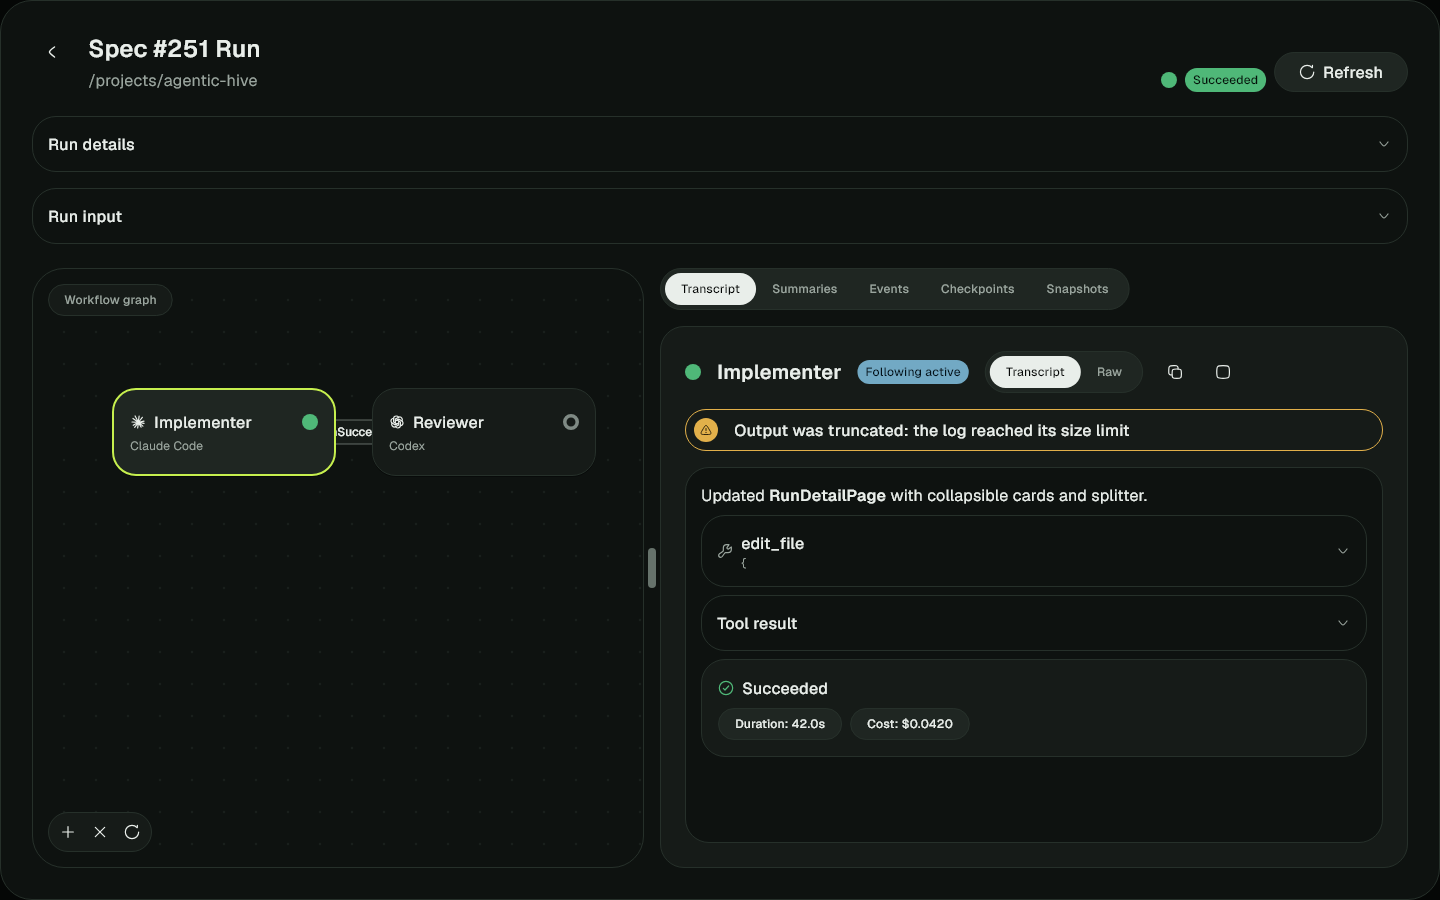 Spec #251 Run
/projects/agentic-hive
Succeeded
Refresh
Run details
Run input
Workflow graph
Implementer
Claude Code
Succe
Reviewer
Codex
Transcript
Summaries
Events
Checkpoints
Snapshots
Implementer
Following active
Transcript
Raw
Output was truncated: the log reached its size limit
Updated RunDetailPage with collapsible cards and splitter.
edit_file
{
Tool result
Succeeded
Duration: 42.0s
Cost: $0.0420